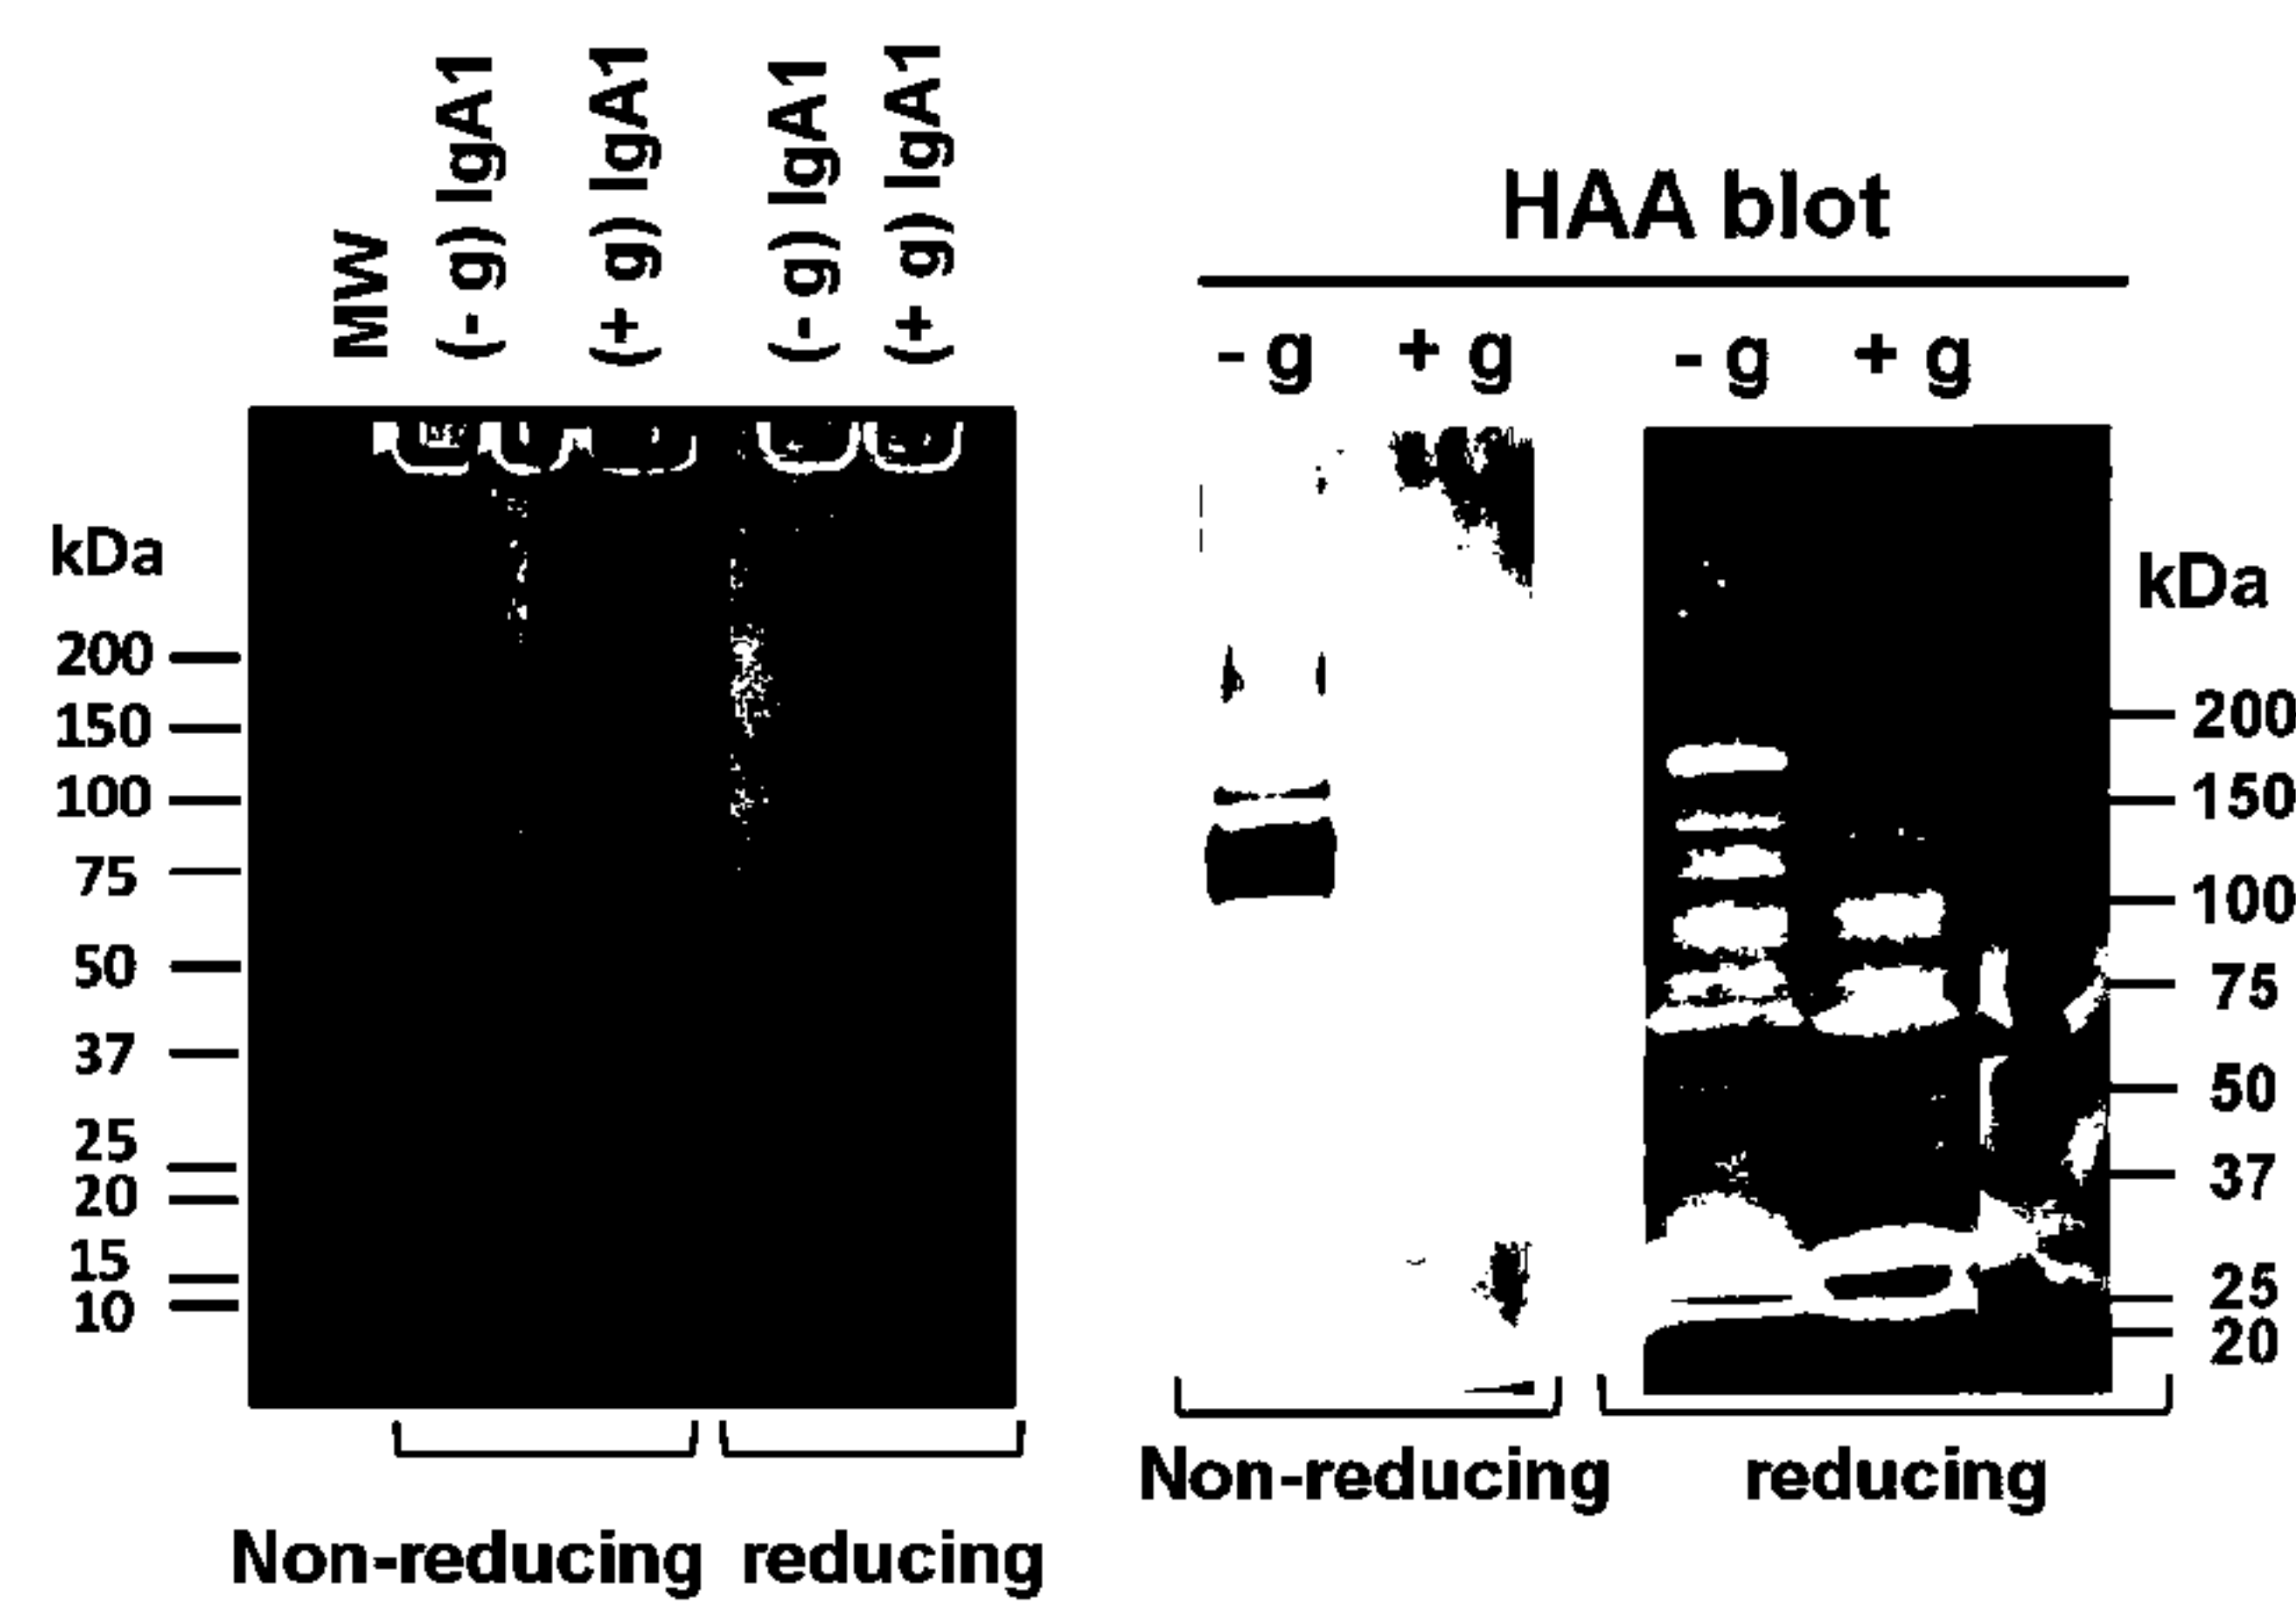 MW
(- g) IgA1
(+ g) IgA1
(- g) IgA1
(+ g) IgA1
kDa
200
150
100
75
50
37
25
20
15
10
Non-reducing
reducing
HAA blot
- g
+ g
- g
+ g
kDa
200
150
100
75
50
37
25
20
Non-reducing
reducing